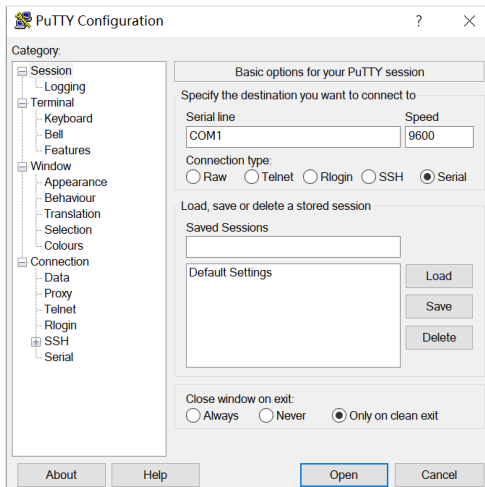 PuTTY Configuration
?
Category:
Session
Logging
Terminal
Keyboard
Bell
Features
Window
Appearance
Behaviour
Translation
Selection
Colours
Connection
Data
Proxy
Telnet
Rlogin
SSH
Serial
Basic options for your PuTTY session
Specify the destination you want to connect to
Serial line Speed
COM1 9600
Connection type:
Raw Telnet Rlogin SSH Serial
Load, save or delete a stored session
Saved Sessions
Default Settings
Load
Save
Delete
Close window on exit:
Always Never Only on clean exit
About Help Open Cancel